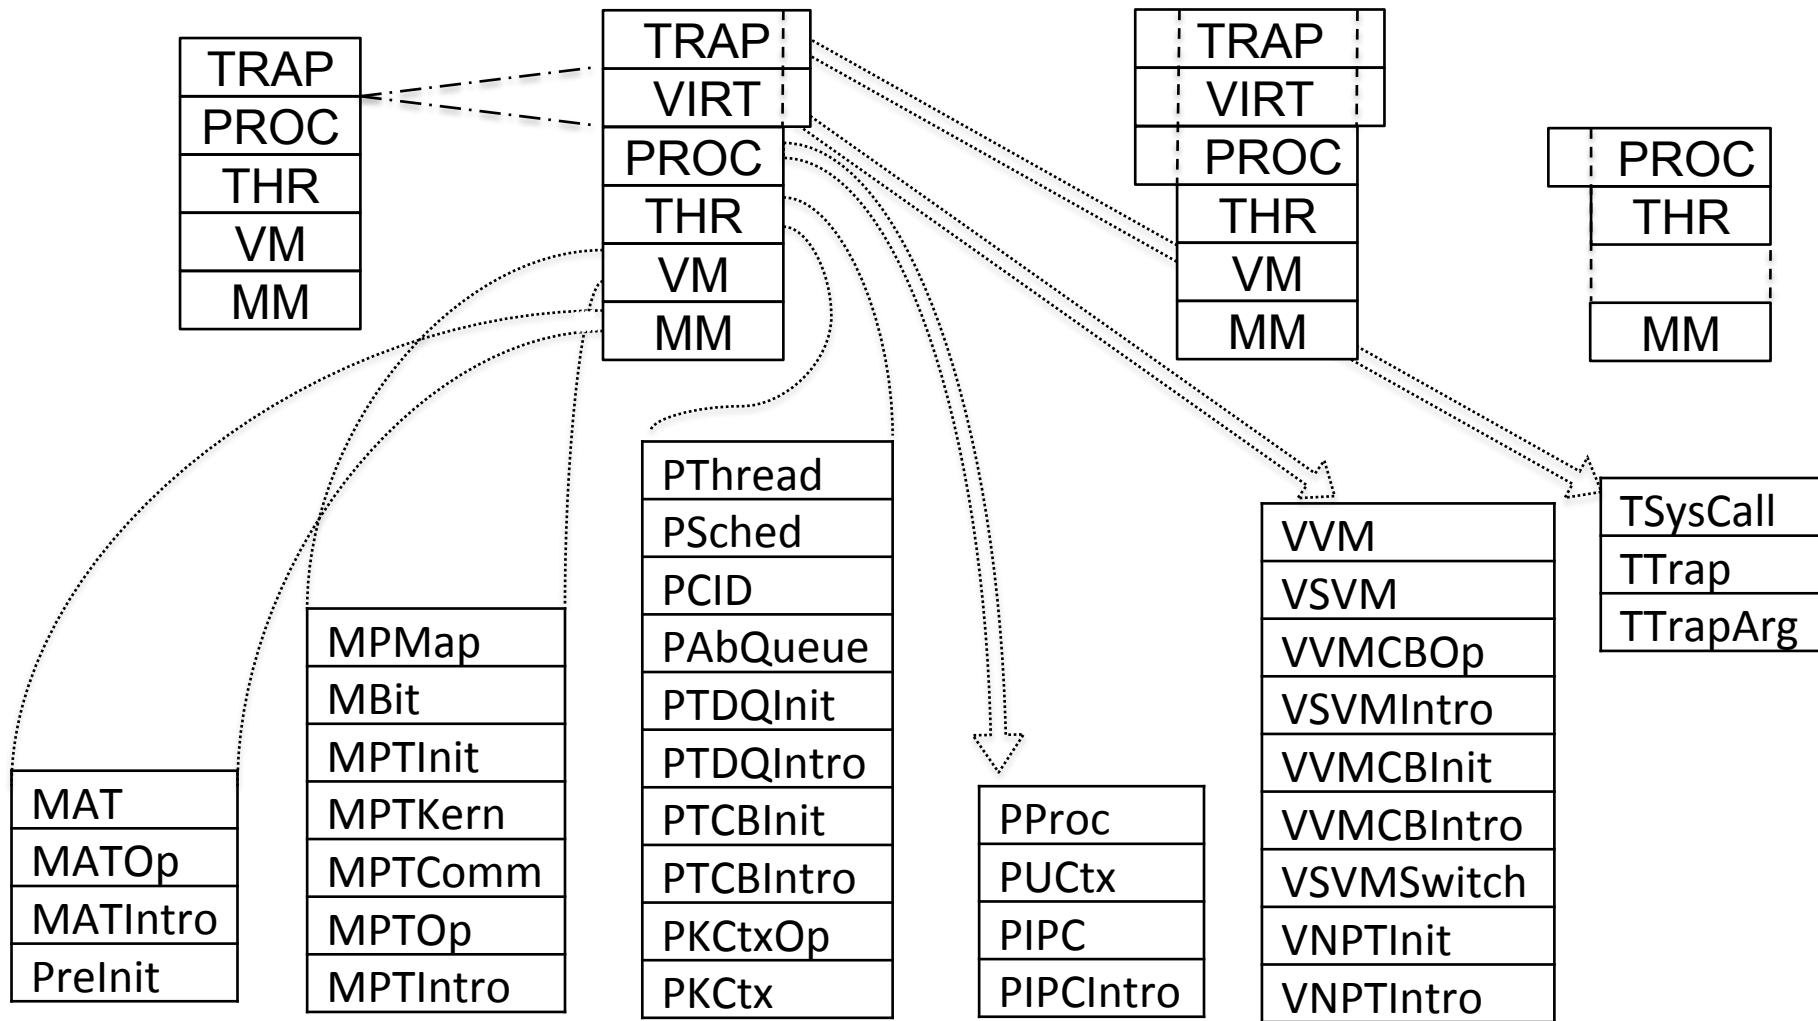 TRAP
PROC
THR
VM
MM
TRAP
VIRT
PROC
THR
VM
MM
TRAP
VIRT
PROC
THR
VM
MM
PROC
THR
MM
MAT
MATOp
MATIntro
PreInit
MPMap
MBit
MPTInit
MPTKern
MPTComm
MPTOp
MPTIntro
PThread
PSched
PCID
PAbQueue
PTDQInit
PTDQIntro
PTCBInit
PTCBIntro
PKCtxOp
PKCtx
PProc
PUCtx
PIPC
PIPCIntro
VVM
VSVM
VVMCBOp
VSVMIntro
VVMCBInit
VVMCBIntro
VSVMSwitch
VNPTInit
VNPTIntro
TSysCall
TTrap
TTrapArg